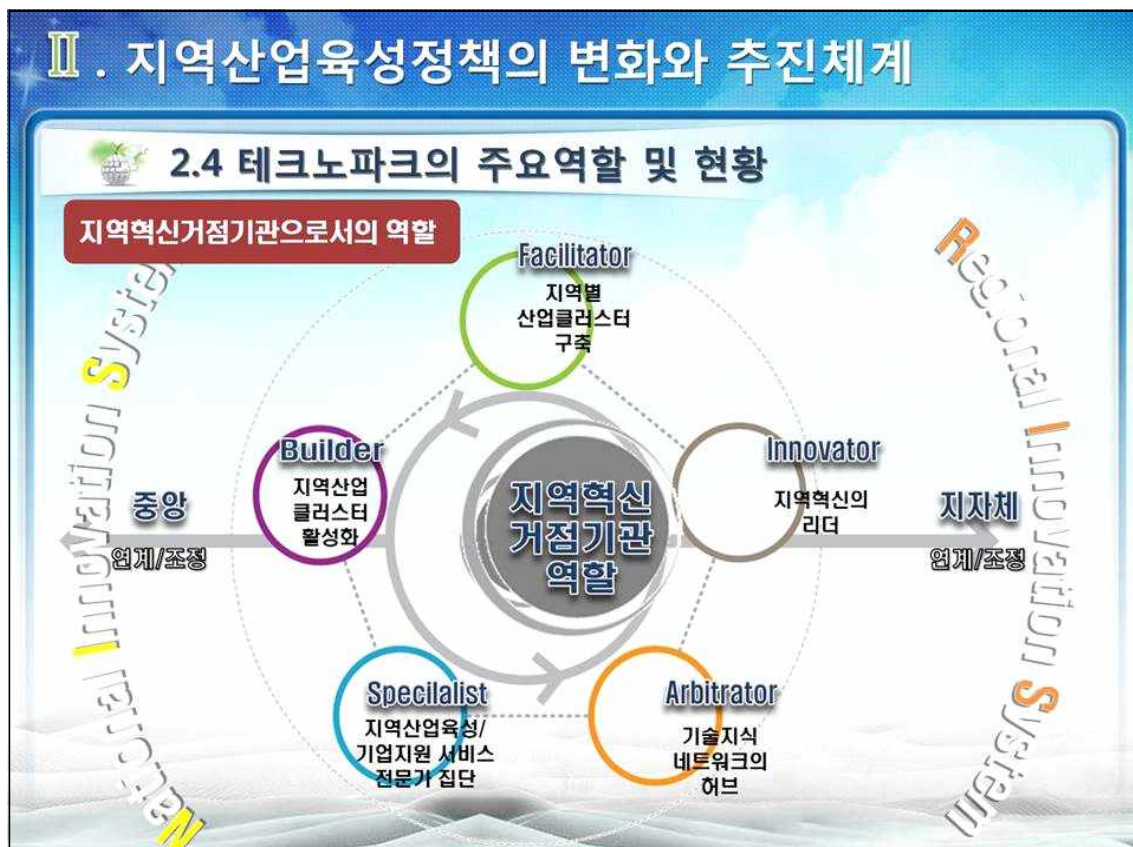 Ⅱ. 지역산업육성정책의 변화와 추진체계
2.4 테크노파크의 주요역할 및 현황
지역혁신거점기관으로서의 역할
National Innovation System
Regional Innovation System
Facilitator
지역별
산업클러스터
구축
Builder
지역산업
클러스터
활성화
Innovator
지역혁신의
리더
중앙
연계/조정
지역혁신
거점기관
역할
지자체
연계/조정
Specilalist
지역산업육성/
기업지원 서비스
전문가 집단
Arbitrator
기술지식
네트워크의
허브